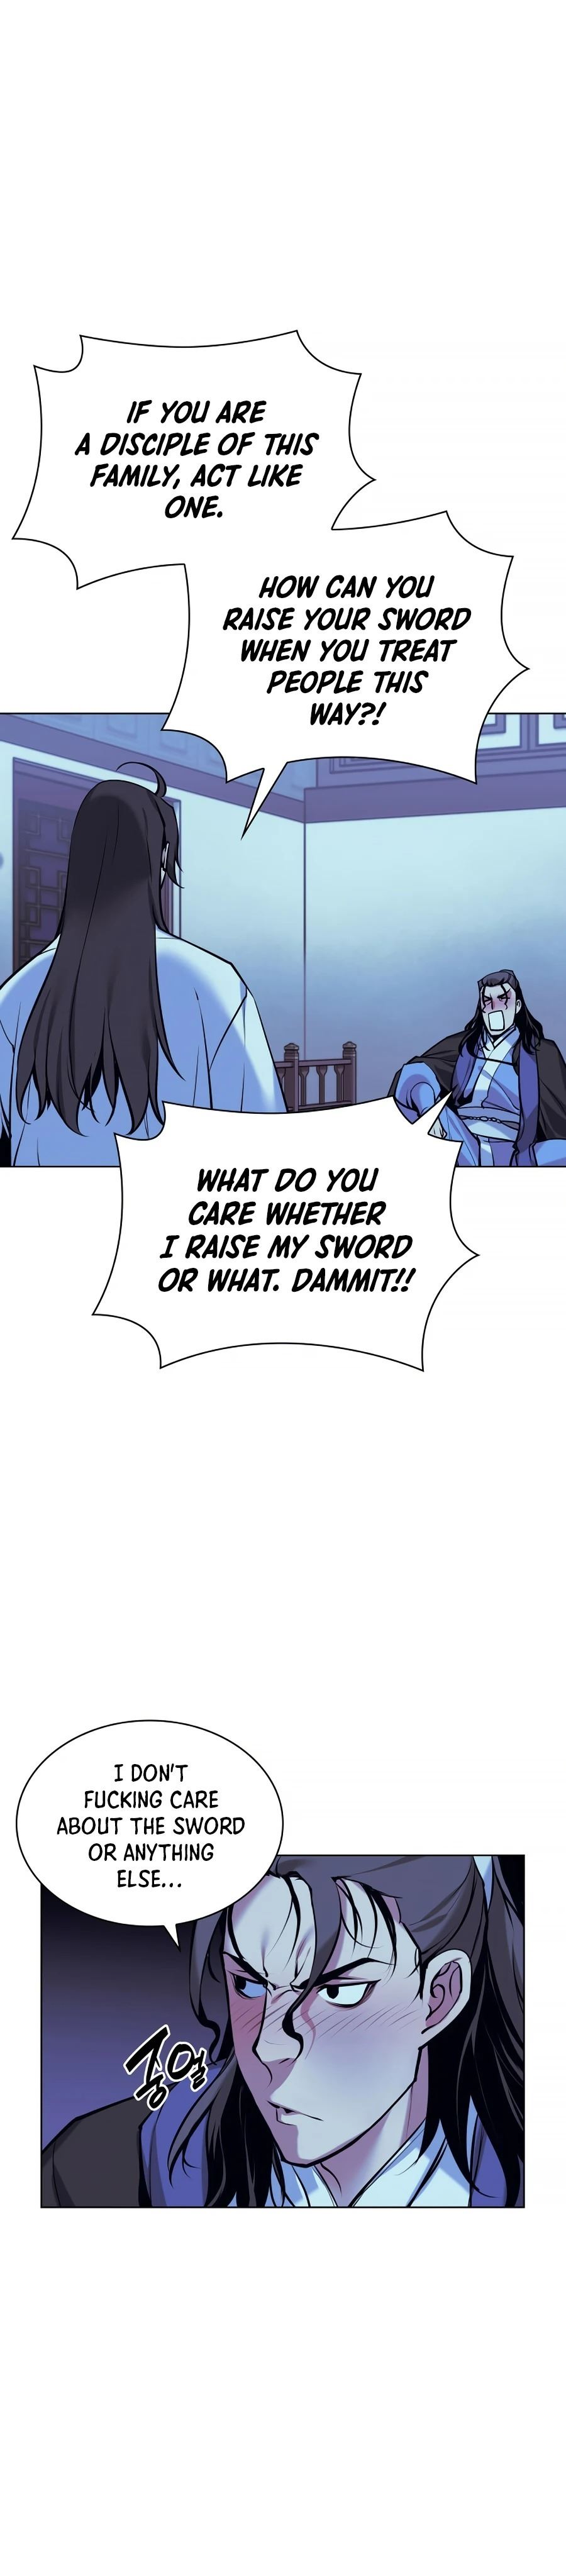 IF YOU ARE
A DISCIPLE OF THIS
FAMILY, ACT LIKE
ONE.
HOW CAN YOU
RAISE YOUR SWORD
WHEN YOU TREAT
PEOPLE THIS
WAY?!
WHAT DO YOU
CARE WHETHER
I RAISE MY SWORD
OR WHAT. DAMMIT!!
I DON'T
FUCKING CARE
ABOUT THE SWORD
OR ANYTHING
ELSE...
중얼